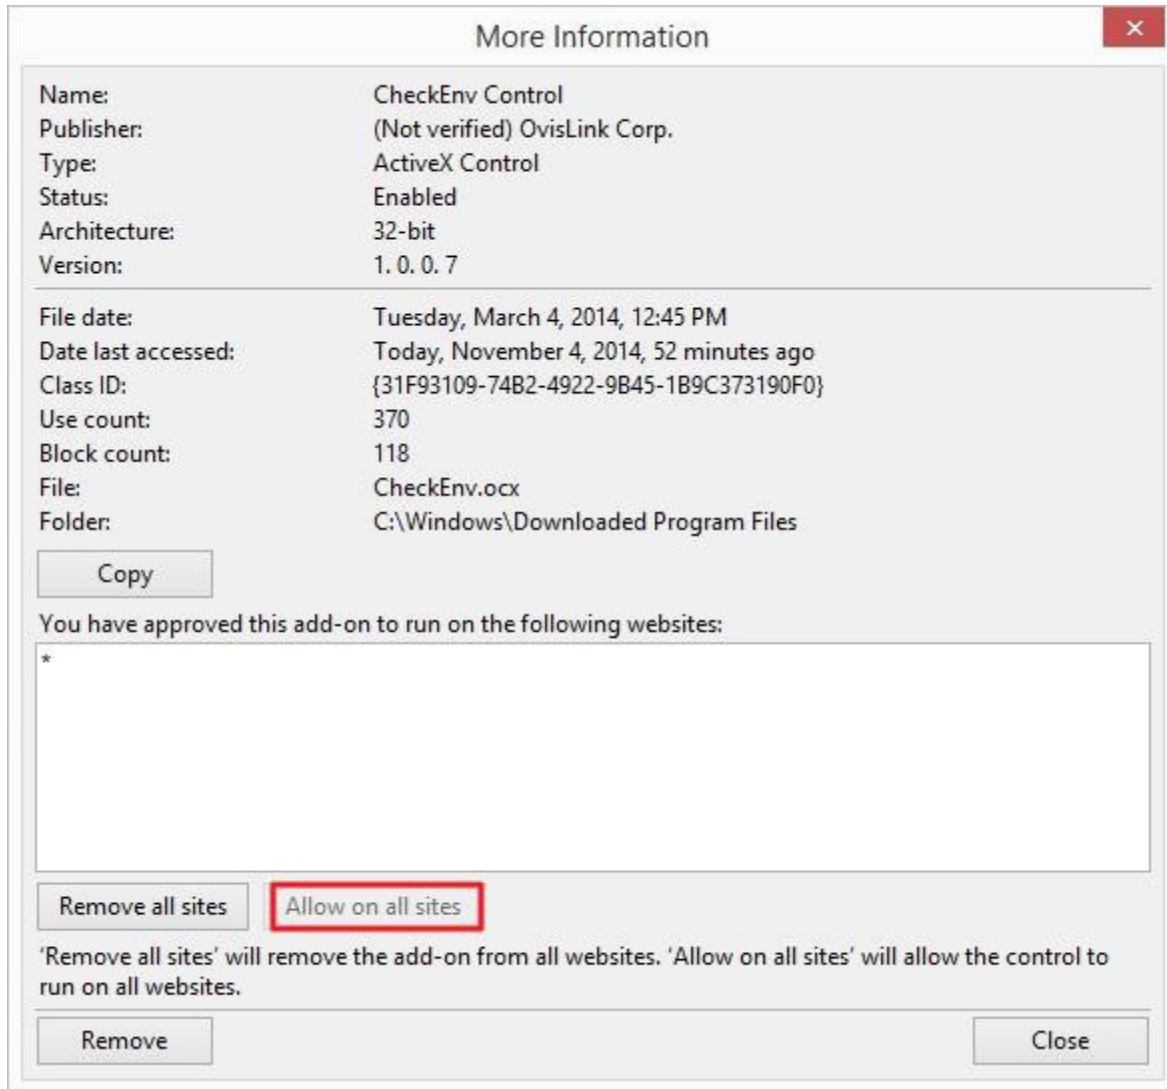 More Information
×
Name: CheckEnv Control
Publisher: (Not verified) OvisLink Corp.
Type: ActiveX Control
Status: Enabled
Architecture: 32-bit
Version: 1. 0. 0. 7
File date: Tuesday, March 4, 2014, 12:45 PM
Date last accessed: Today, November 4, 2014, 52 minutes ago
Class ID: {31F93109-74B2-4922-9B45-1B9C373190F0}
Use count: 370
Block count: 118
File: CheckEnv.ocx
Folder: C:\Windows\Downloaded Program Files
Copy
You have approved this add-on to run on the following websites:
*
Remove all sites Allow on all sites
‘Remove all sites’ will remove the add-on from all websites. ‘Allow on all sites’ will allow the control to
run on all websites.
Remove Close